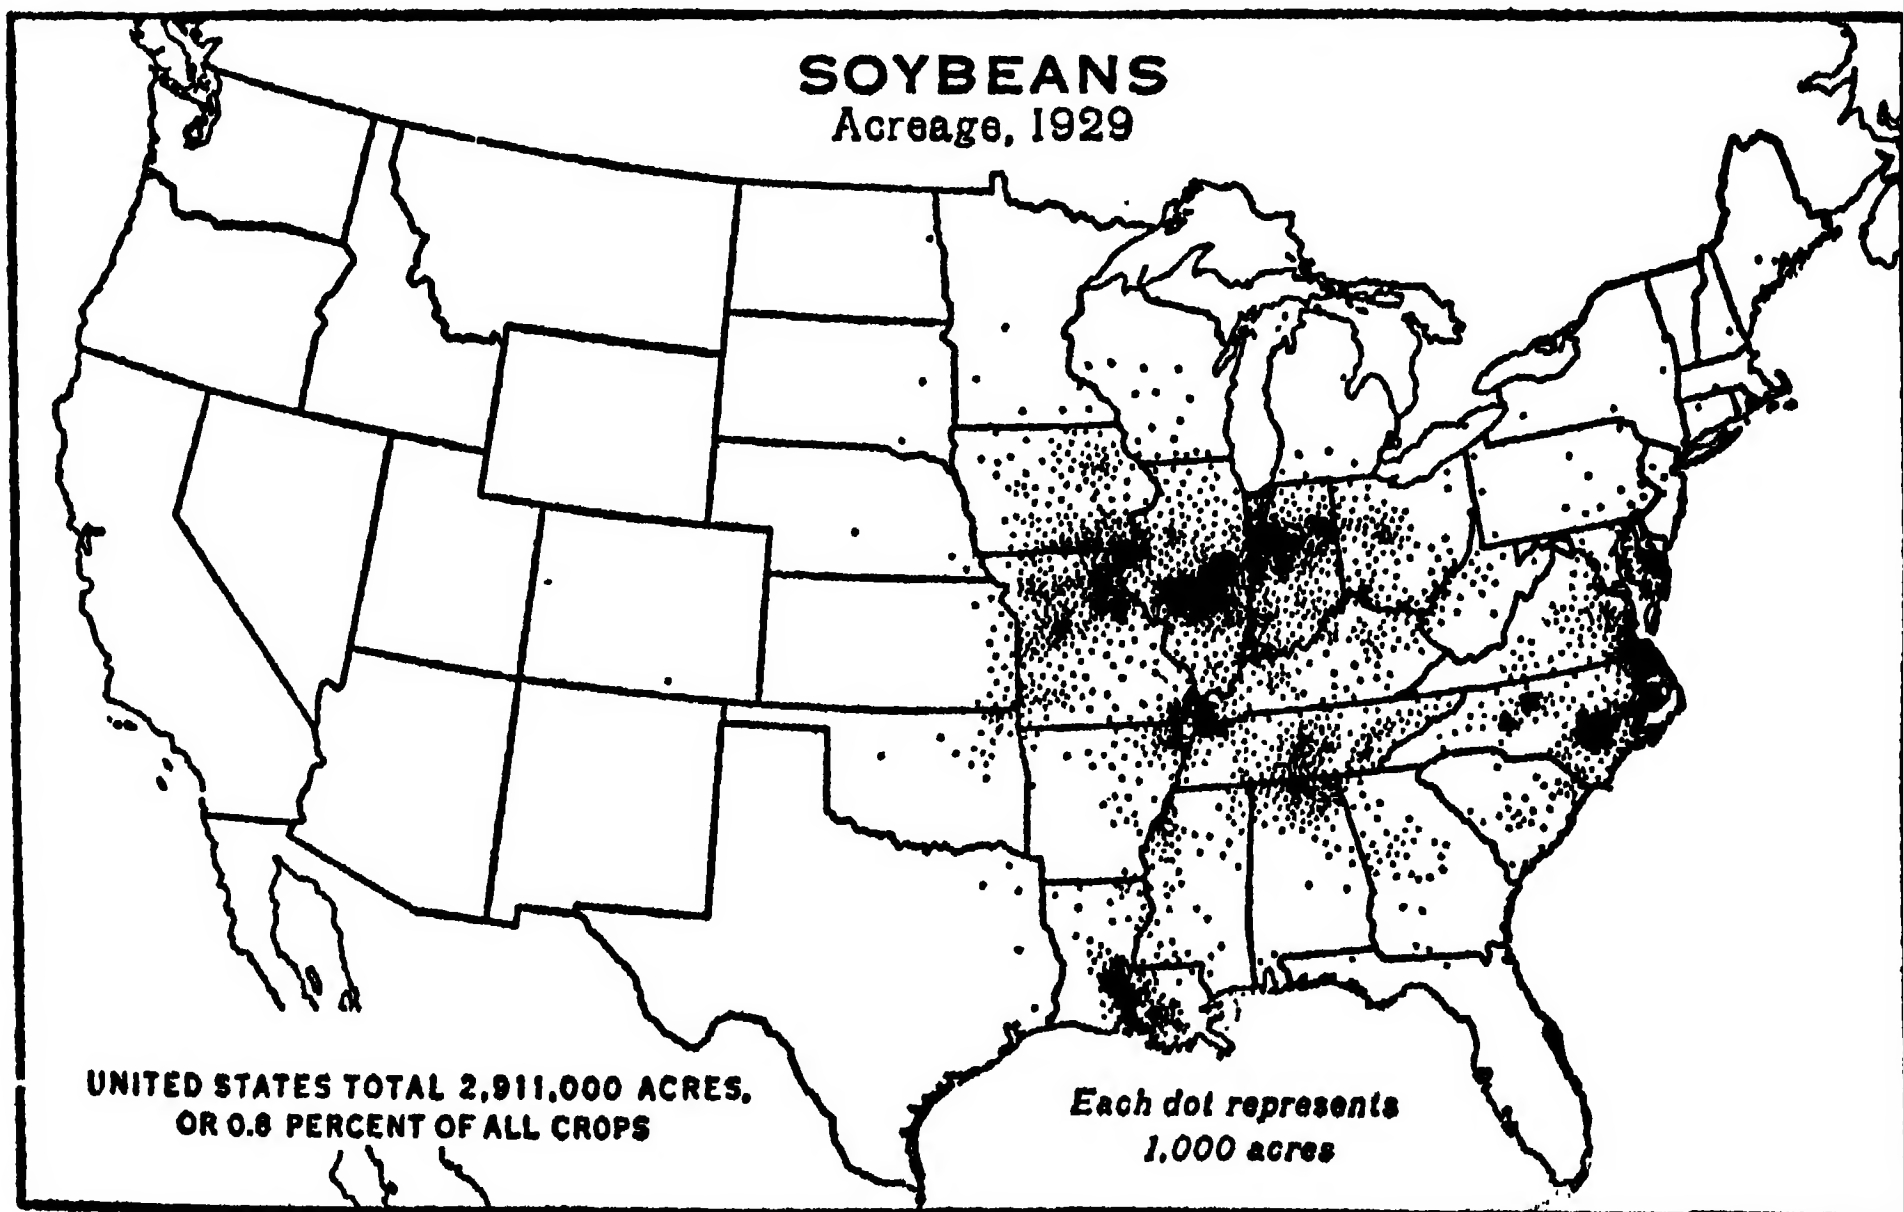 SOYBEANS
Acreage, 1929
UNITED STATES TOTAL 2,911,000 ACRES,
OR 0.8 PERCENT OF ALL CROPS
Each dot represents
1,000 acres